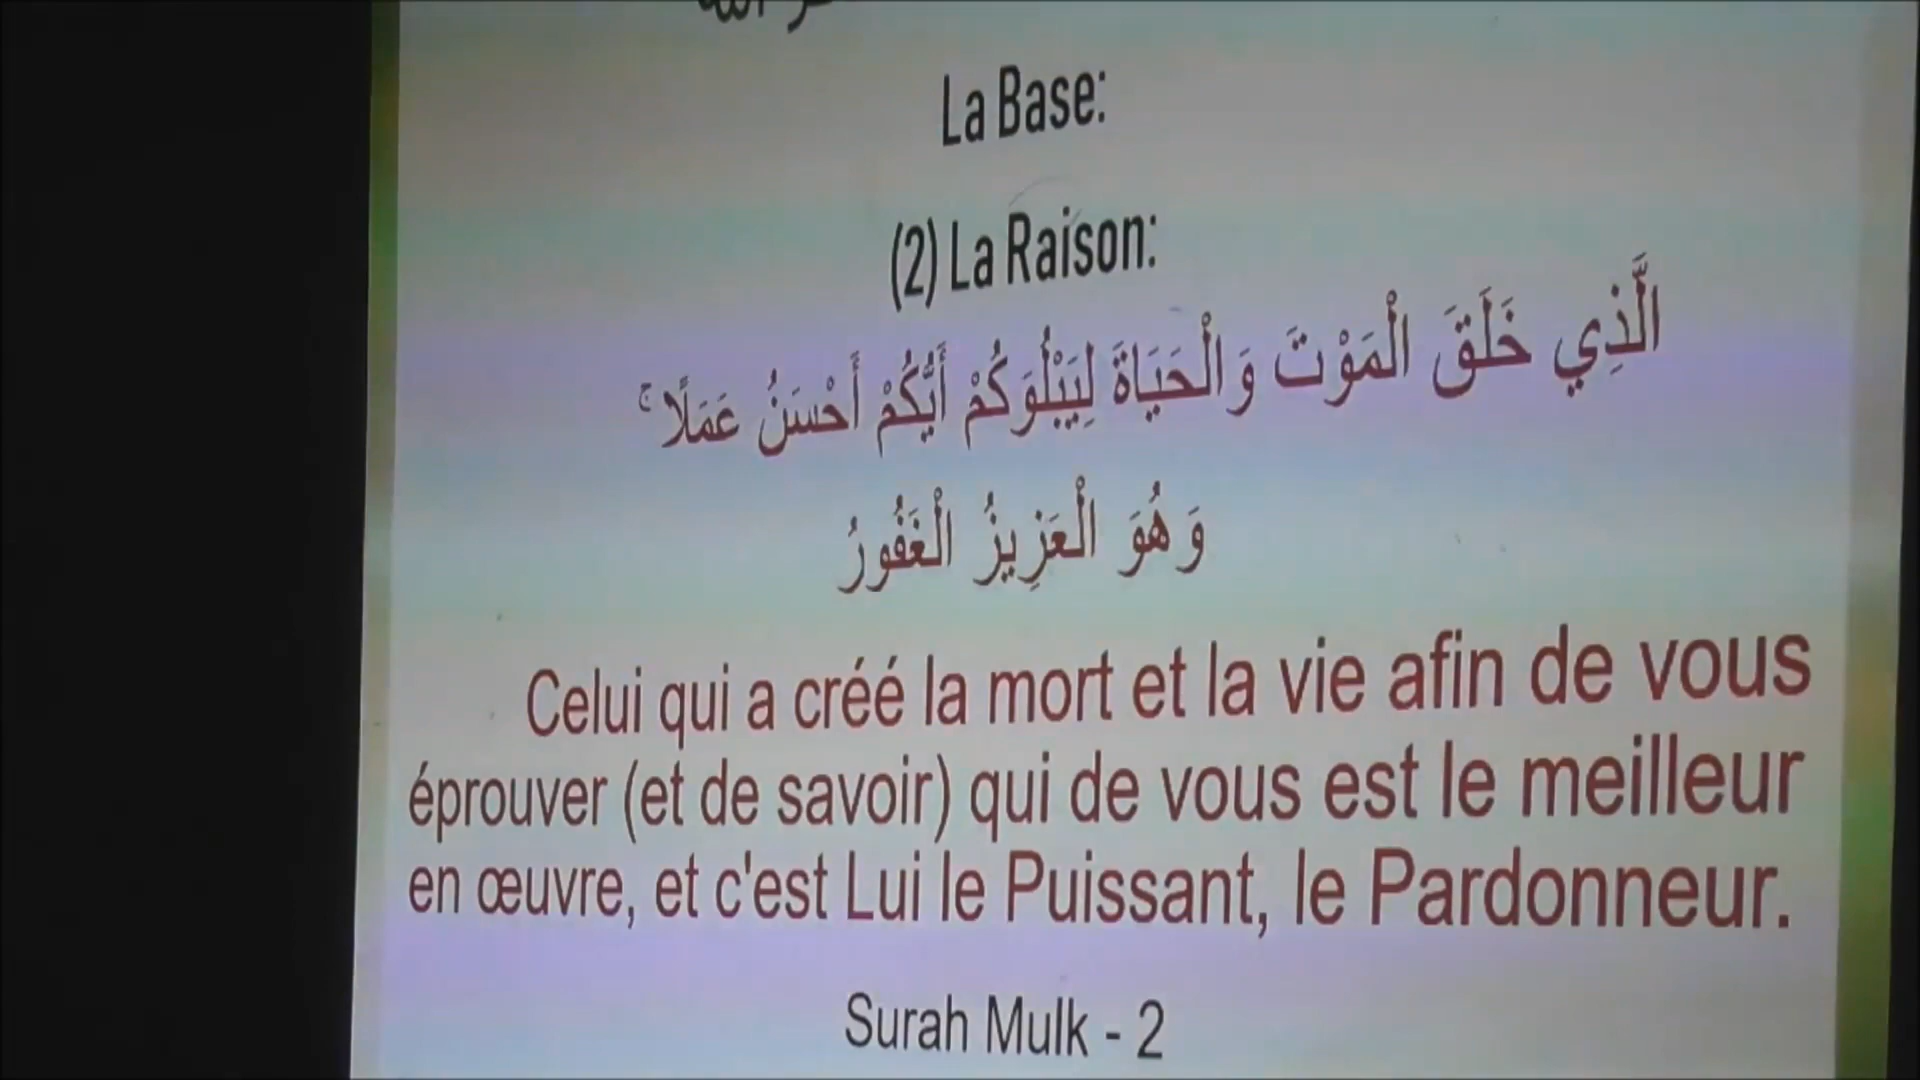 La Base:
(2) La Raison:
الَّذِي خَلَقَ الْمَوْتَ وَالْحَيَاةَ لِيَبْلُوَكُمْ أَيُّكُمْ أَحْسَنُ عَمَلًا ۚ
وَهُوَ الْعَزِيزُ الْغَفُورُ
Celui qui a créé la mort et la vie afin de vous
éprouver (et de savoir) qui de vous est le meilleur
en œuvre, et c'est Lui le Puissant, le Pardonneur.
Surah Mulk - 2